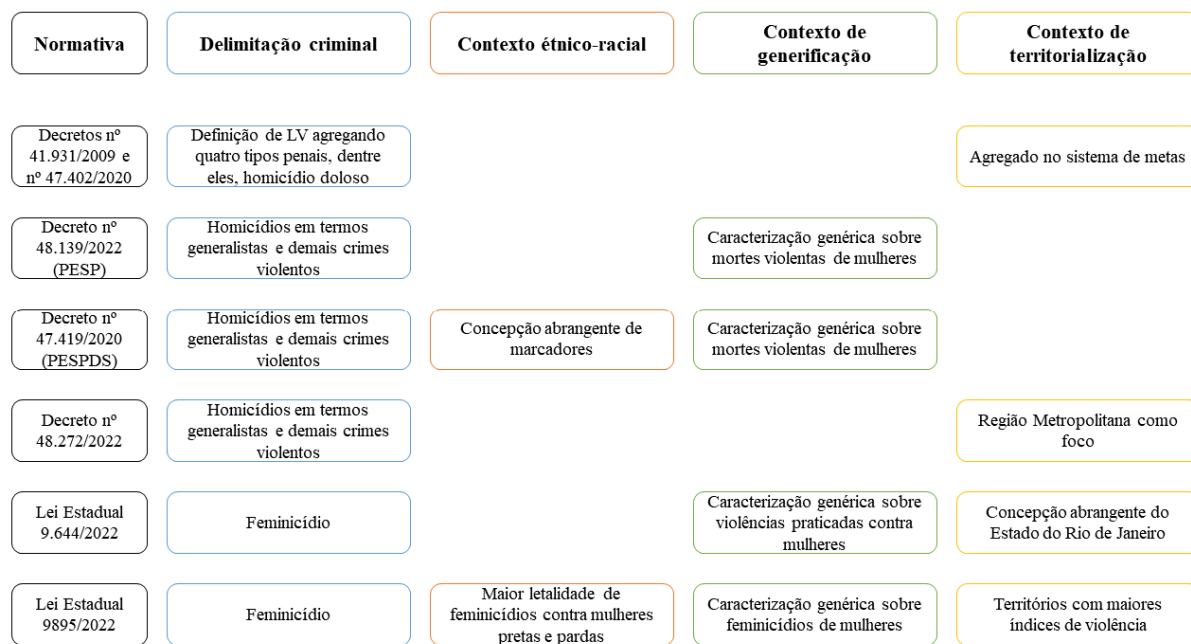 Normativa
Delimitação criminal
Contexto étnico-racial
Contexto de
generificação
Contexto de
territorialização
Decretos nº
41.931/2009 e
nº 47.402/2020
Definição de LV agregando
quatro tipos penais, dentre
eles, homicídio doloso
Agregado no sistema de metas
Decreto nº
48.139/2022
(PESP)
Homicídios em termos
generalistas e demais crimes
violentos
Caracterização genérica sobre
mortes violentas de mulheres
Decreto nº
47.419/2020
(PESPDS)
Homicídios em termos
generalistas e demais crimes
violentos
Concepção abrangente de
marcadores
Caracterização genérica sobre
mortes violentas de mulheres
Decreto nº
48.272/2022
Homicídios em termos
generalistas e demais crimes
violentos
Região Metropolitana como
foco
Lei Estadual
9.644/2022
Feminicídio
Caracterização genérica sobre
violências praticadas contra
mulheres
Concepção abrangente do
Estado do Rio de Janeiro
Lei Estadual
9895/2022
Feminicídio
Maior letalidade de
feminicídios contra mulheres
pretas e pardas
Caracterização genérica sobre
feminicídios de mulheres
Territórios com maiores
índices de violência